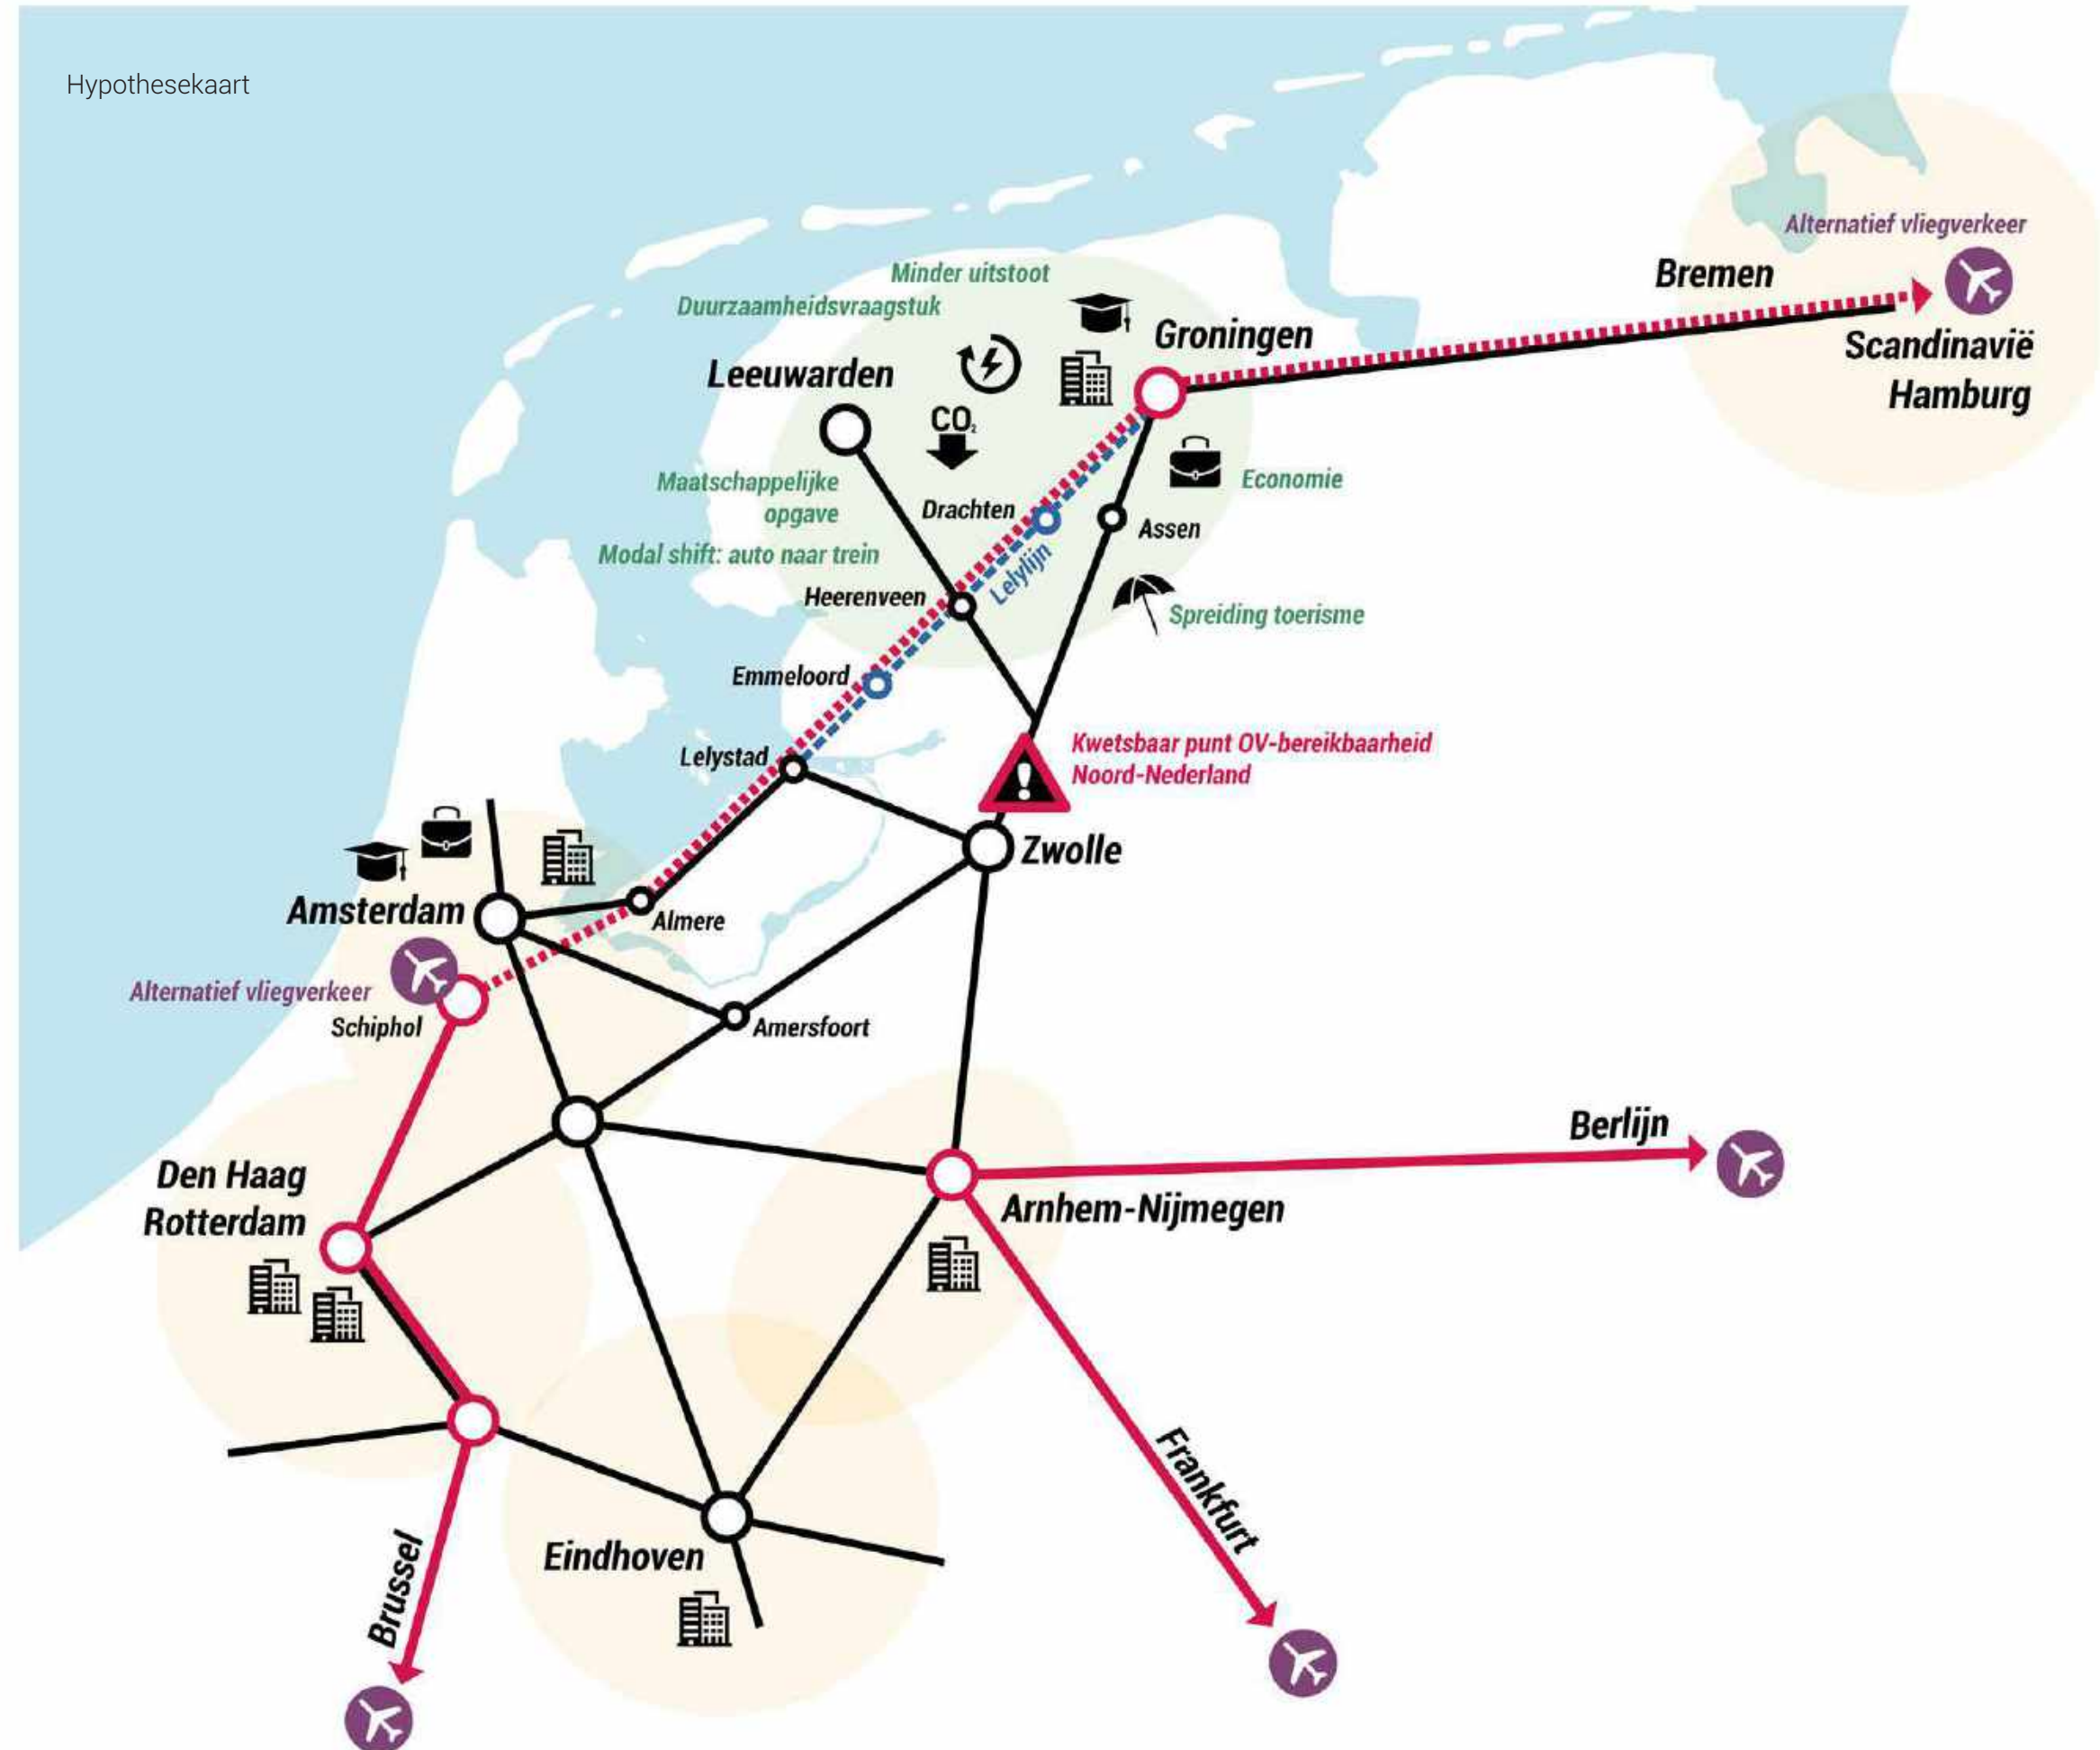 Hypothesekaart
Alternatief vliegverkeer
Bremen
Scandinavië
Hamburg
Minder uitstoot
Duurzaamheidsvraagstuk
Groningen
Leeuwarden
CO₂
Maatschappelijke
opgave
Economie
Drachten
Assen
Modal shift: auto naar trein
Lelylijn
Heerenveen
Spreiding toerisme
Emmeloord
Kwetsbaar punt OV-bereikbaarheid
Noord-Nederland
Lelystad
Zwolle
Amsterdam
Almere
Alternatief vliegverkeer
Schiphol
Amersfoort
Berlijn
Den Haag
Rotterdam
Arnhem-Nijmegen
Frankfurt
Eindhoven
Brussel